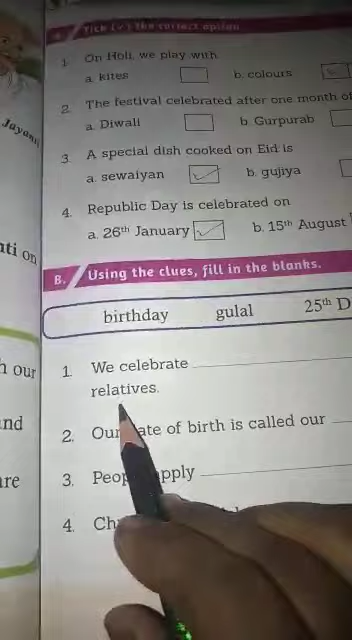 Tick (✓) the correct option
1. On Holi, we play with
a. kites b. colours
2. The festival celebrated after one month of
a. Diwali b. Gurpurab
3. A special dish cooked on Eid is
a. sewaiyan b. gujiya
4. Republic Day is celebrated on
a. 26th January b. 15th August
Jayanti
ati on
B. Using the clues, fill in the blanks.
birthday gulal 25th D
h our
1. We celebrate
relatives.
nd
2. Our ate of birth is called our
are
3. Peop apply
4. Ch